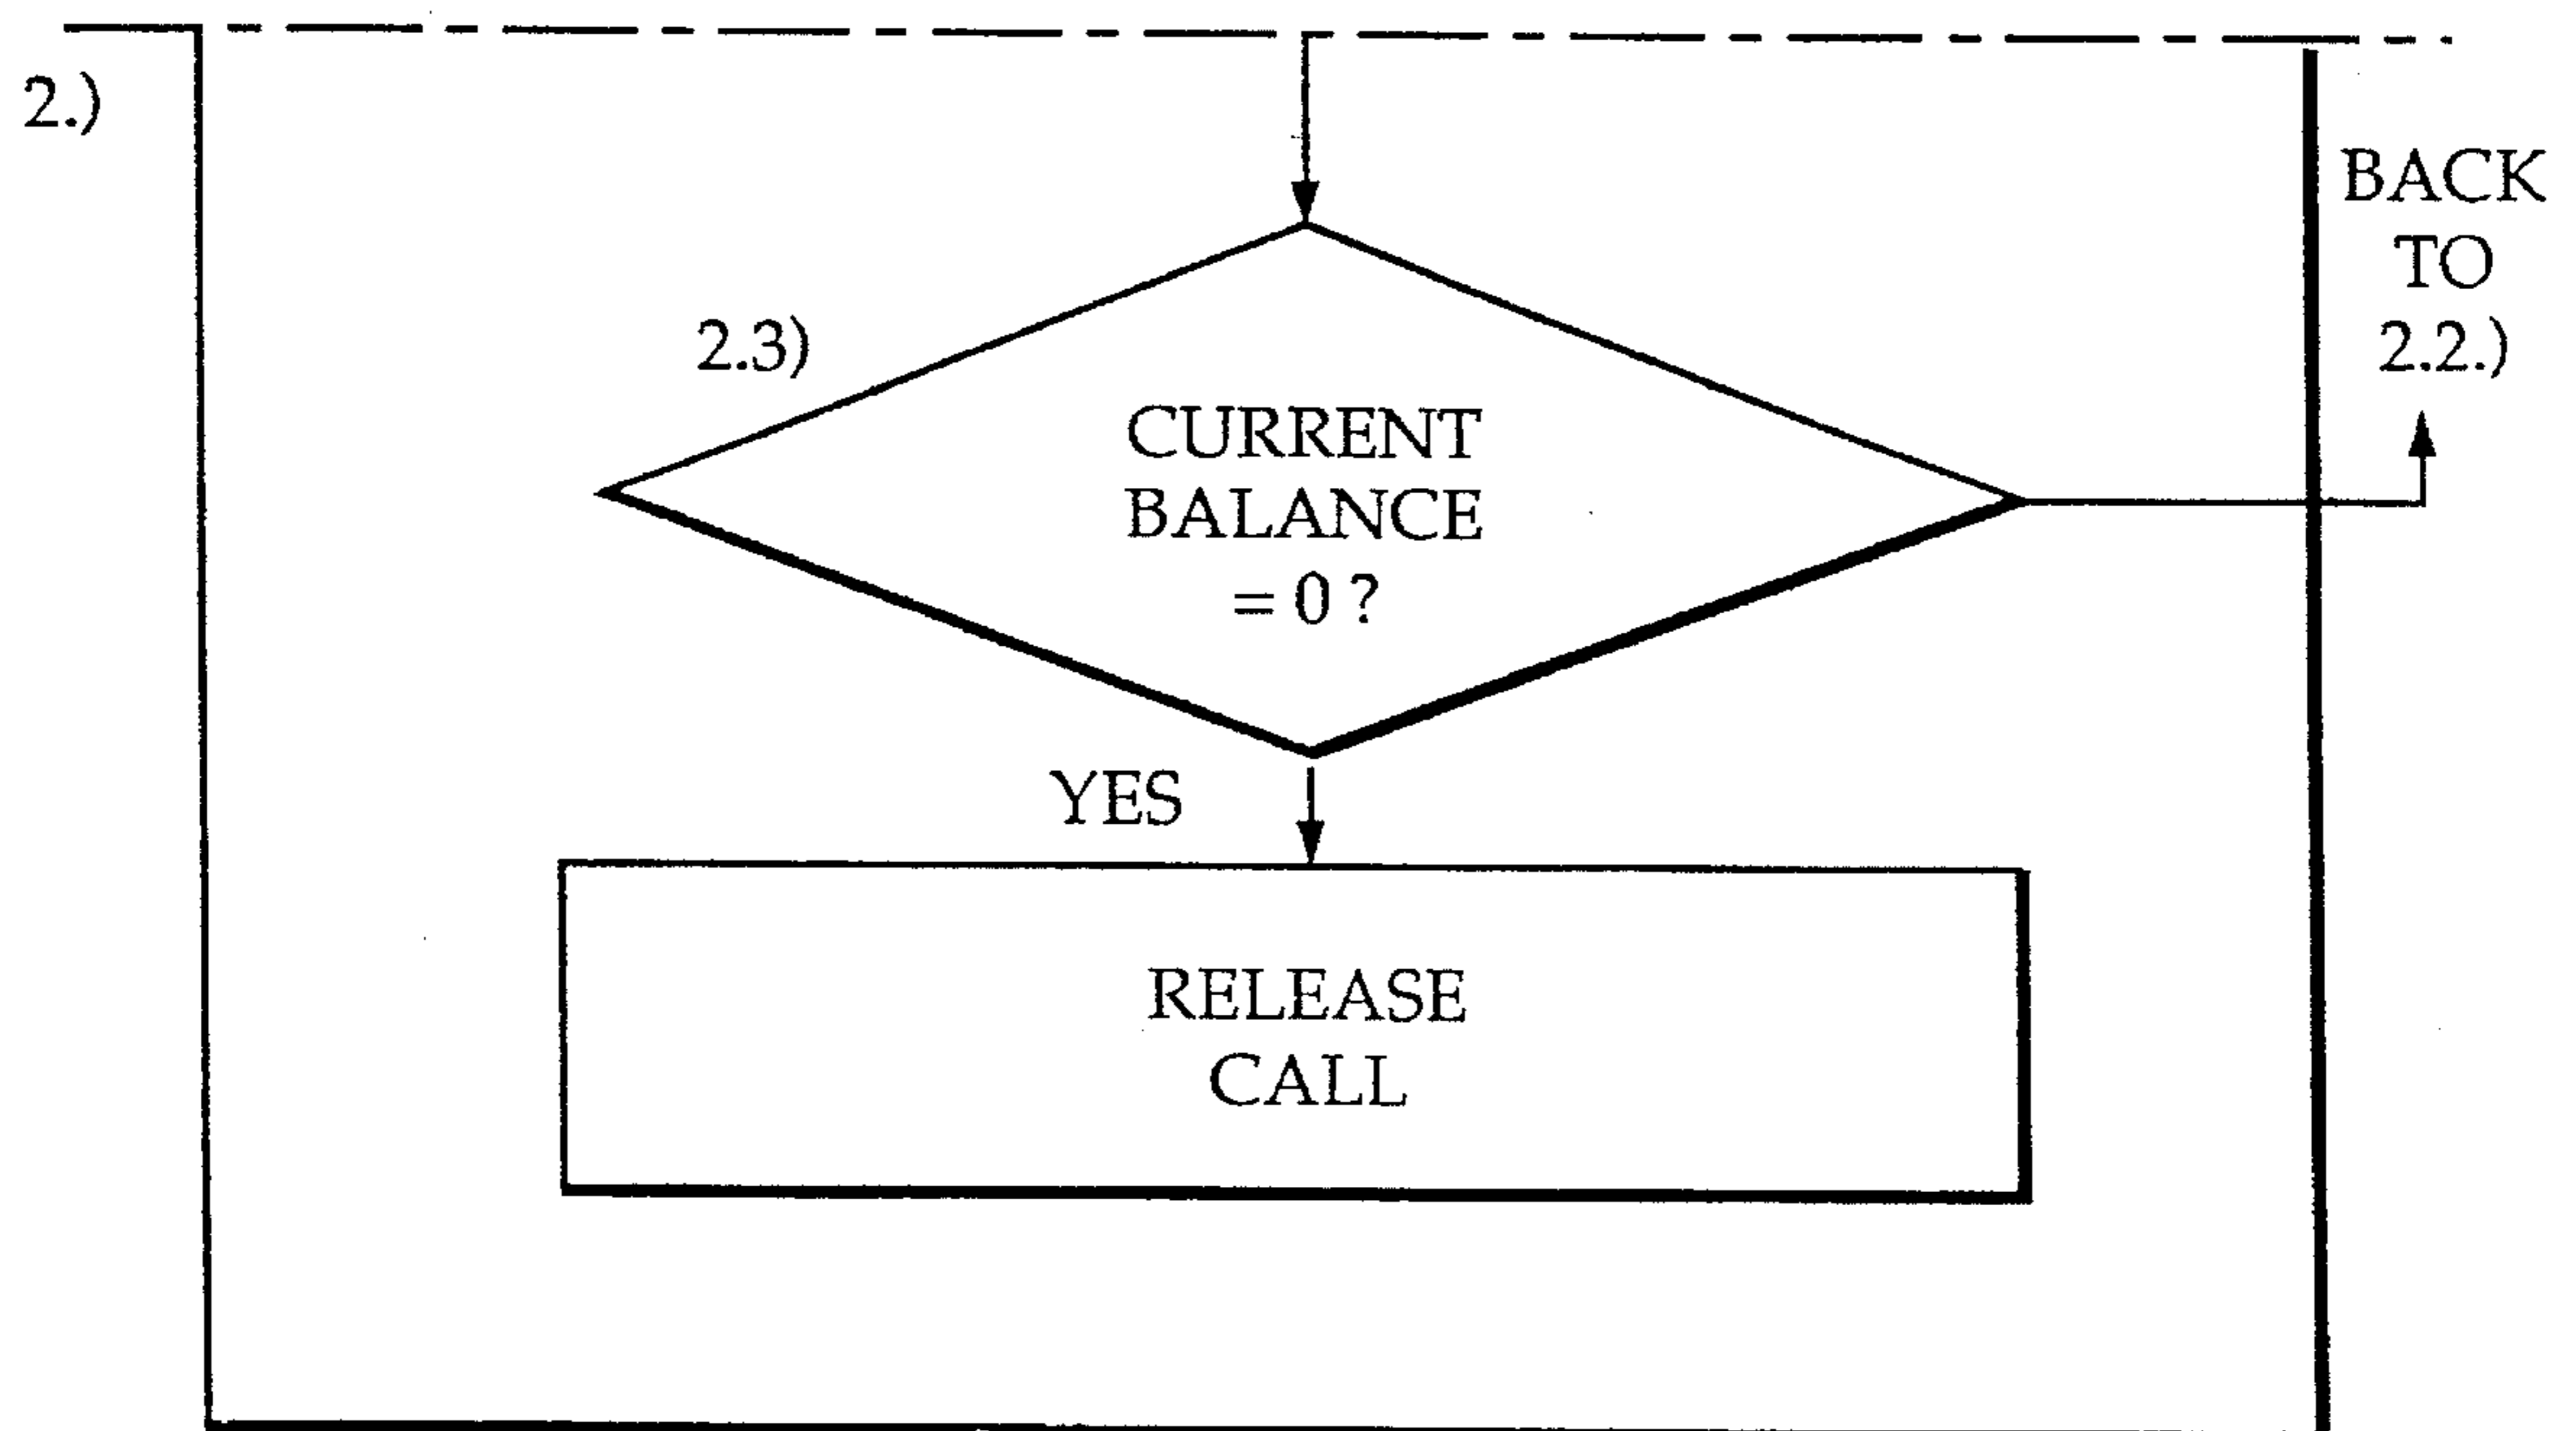 2.)
BACK
TO
2.2.)
2.3)
CURRENT
BALANCE
= 0 ?
YES
RELEASE
CALL